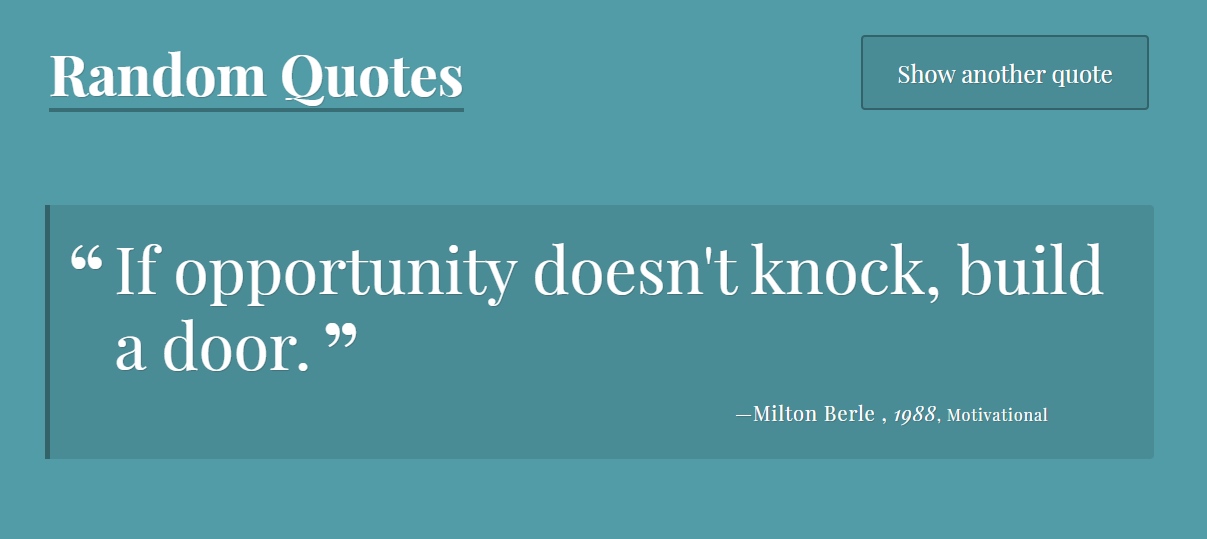 Random Quotes
Show another quote
“ If opportunity doesn't knock, build
a door. ”
—Milton Berle , 1988, Motivational